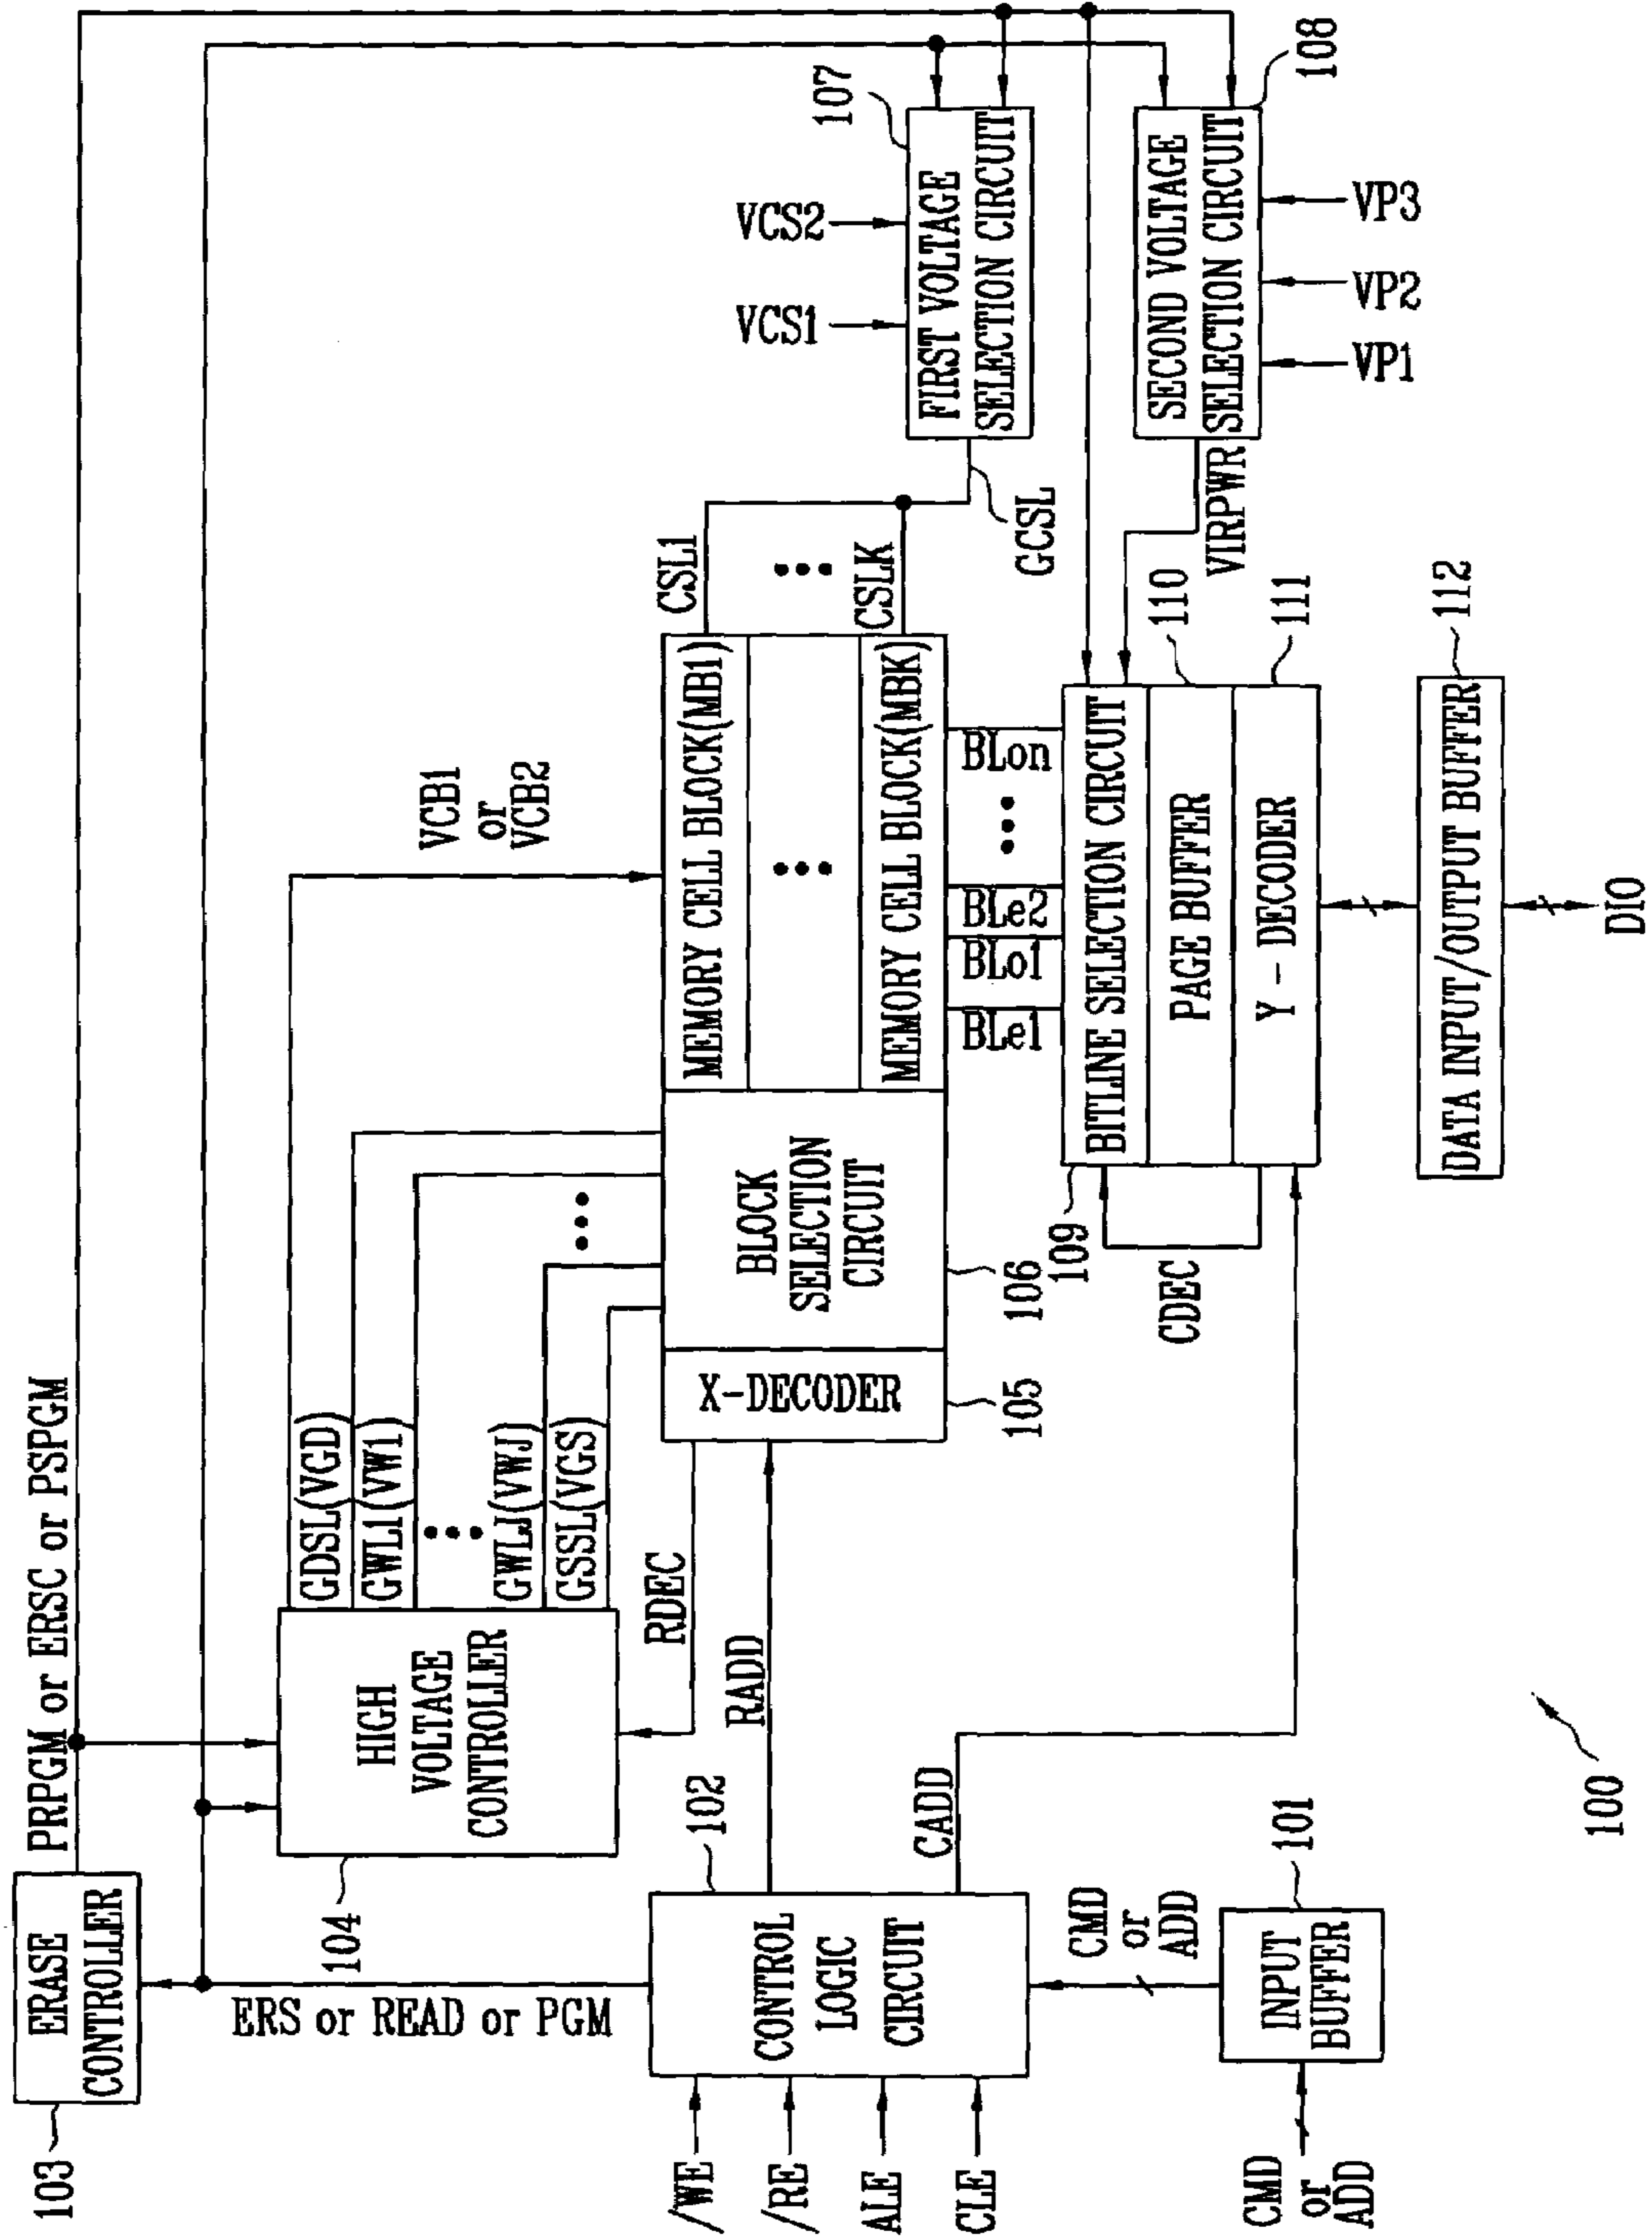 103
ERASE
CONTROLLER
PRPGM or ERSC or PSPGM
ERS or READ or PGM
104
HIGH
VOLTAGE
CONTROLLER
GDSL(VGD)
GWL1(VW1)
•••
GWLJ(VWJ)
GSSL(VGS)
RDEC
RADD
VCB1
or
VCB2
/WE
/RE
ALE
CLE
CONTROL
LOGIC
CIRCUIT
102
CADD
X-DECODER
105
BLOCK
SELECTION
CIRCUIT
106
•••
MEMORY CELL BLOCK(MB1)
•••
MEMORY CELL BLOCK(MBK)
CSL1
•••
CSLK
GCSL
VCS1
VCS2
107
FIRST VOLTAGE
SELECTION CIRCUIT
BLe1
BLo1
BLe2
•••
BLon
SECOND VOLTAGE
SELECTION CIRCUIT
108
VIRPWR
VP1
VP2
VP3
109
BITLINE SELECTION CIRCUIT
PAGE BUFFER
110
Y-DECODER
111
CDEC
CMD
or
ADD
INPUT
BUFFER
101
CMD
or
ADD
DATA INPUT/OUTPUT BUFFER
112
DIO
100